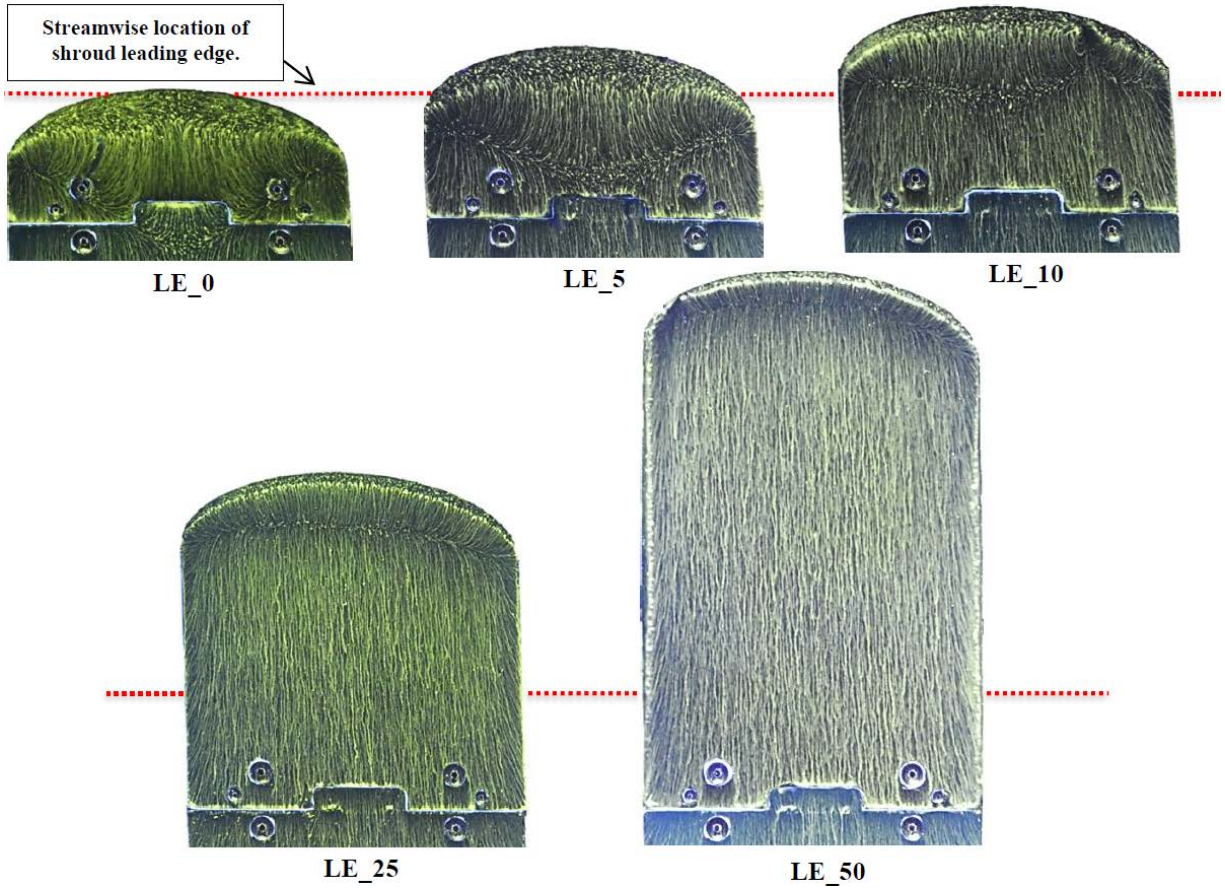 Streamwise location of
shroud leading edge.
LE_0
LE_5
LE_10
LE_25
LE_50